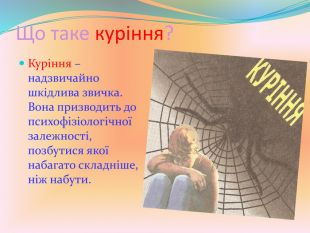 Що таке куріння?
Куріння –
надзвичайно
шкідлива звичка.
Вона призводить до
психофізіологічної
залежності,
позбутися якої
набагато складніше,
ніж набути.
КУРІННЯ